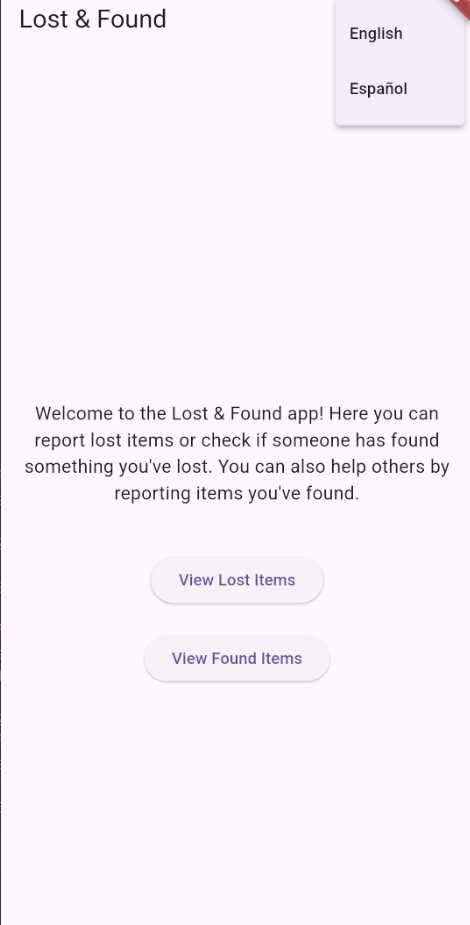 Lost & Found
English
Español
Welcome to the Lost & Found app! Here you can
report lost items or check if someone has found
something you've lost. You can also help others by
reporting items you've found.
View Lost Items
View Found Items